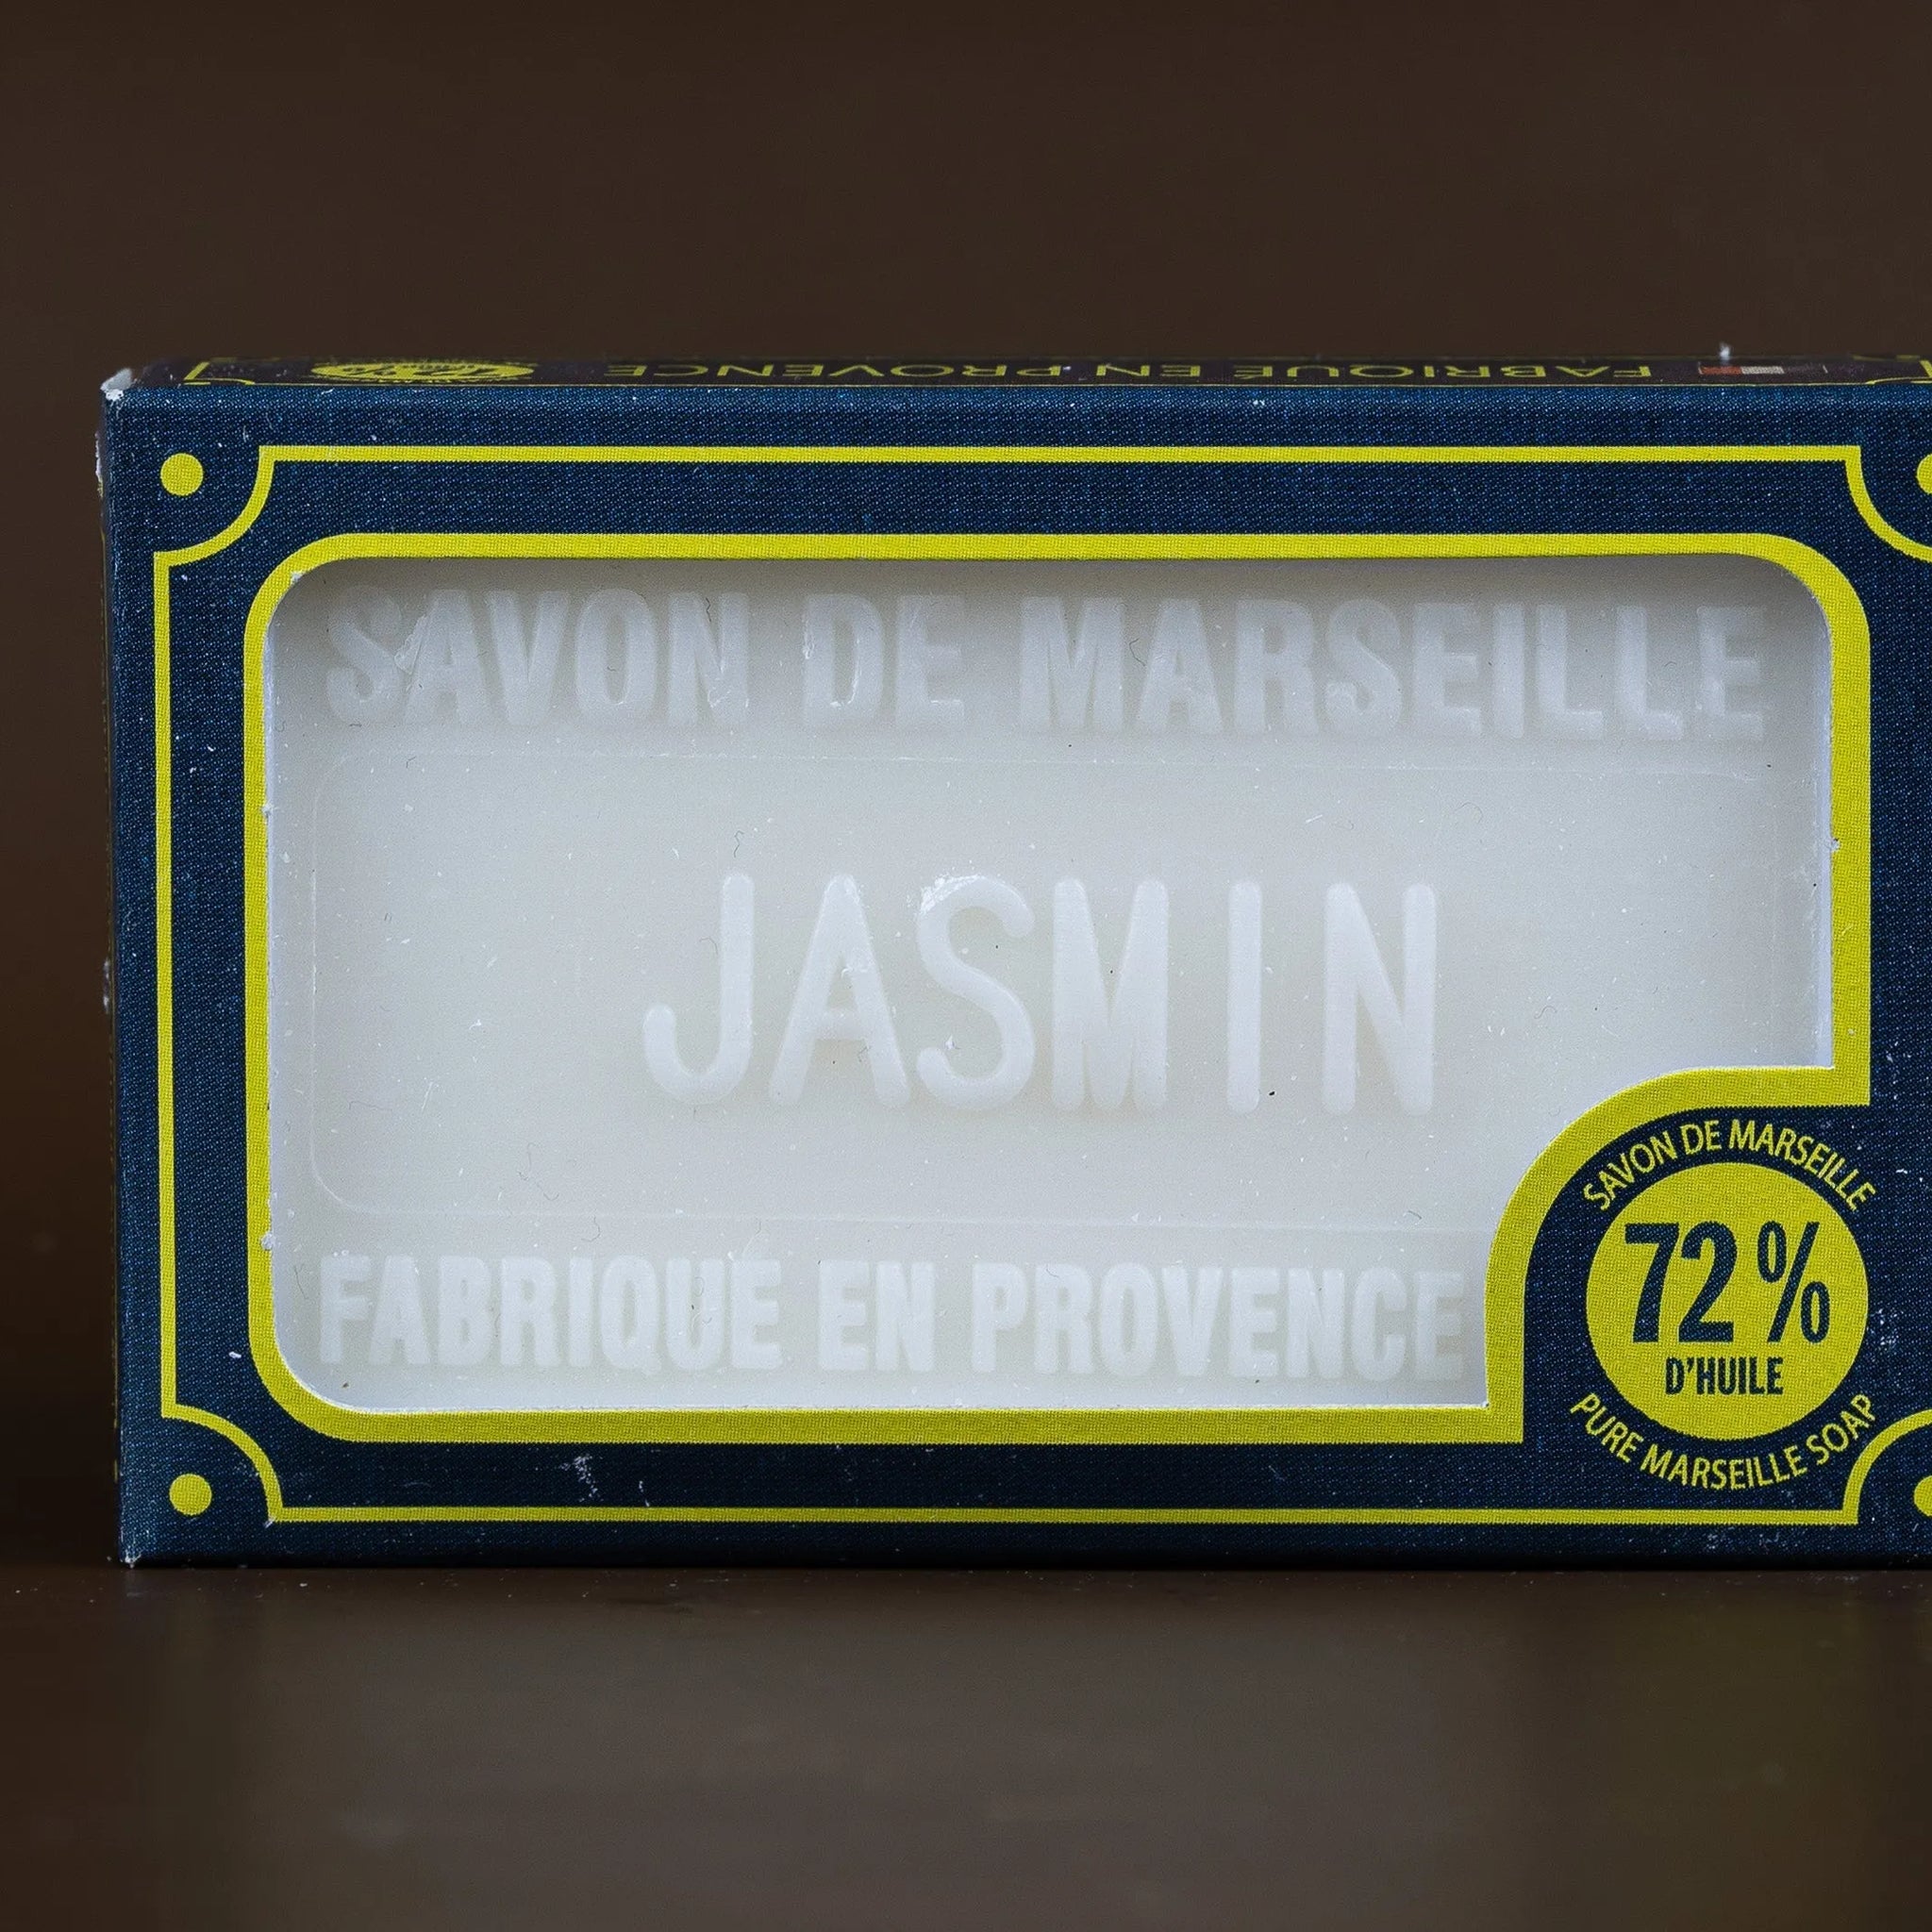 FABRIQUÉ EN PROVENCE
SAVON DE MARSEILLE
JASMIN
FABRIQUÉ EN PROVENCE
SAVON DE MARSEILLE
72%
D'HUILE
PURE MARSEILLE SOAP